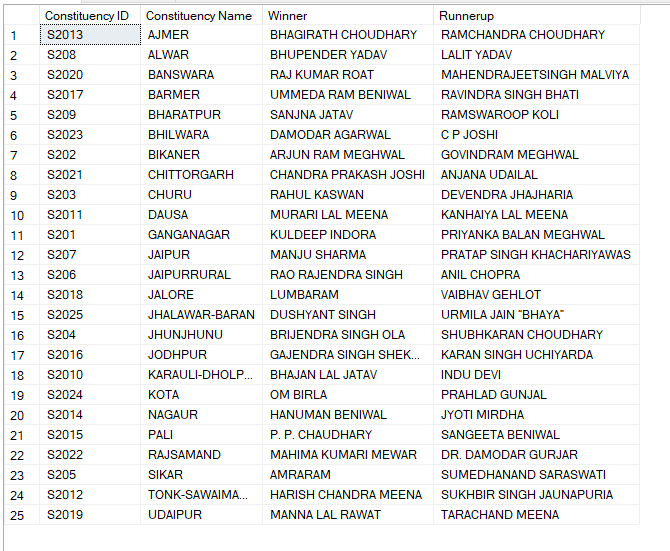 Constituency ID Constituency Name Winner Runnerup
1 S2013 AJMER BHAGIRATH CHOUDHARY RAMCHANDRA CHOUDHARY
2 S208 ALWAR BHUPENDER YADAV LALIT YADAV
3 S2020 BANSWARA RAJ KUMAR ROAT MAHENDRAJEETSINGH MALVIYA
4 S2017 BARMER UMMEDA RAM BENIWAL RAVINDRA SINGH BHATI
5 S209 BHARATPUR SANJNA JATAV RAMSWAROOP KOLI
6 S2023 BHILWARA DAMODAR AGARWAL C P JOSHI
7 S202 BIKANER ARJUN RAM MEGHWAL GOVINDRAM MEGHWAL
8 S2021 CHITTORGARH CHANDRA PRAKASH JOSHI ANJANA UDAILAL
9 S203 CHURU RAHUL KASWAN DEVENDRA JHAJHARIA
10 S2011 DAUSA MURARI LAL MEENA KANHAIYA LAL MEENA
11 S201 GANGANAGAR KULDEEP INDORA PRIYANKA BALAN MEGHWAL
12 S207 JAIPUR MANJU SHARMA PRATAP SINGH KHACHARIYAWAS
13 S206 JAIPURRURAL RAO RAJENDRA SINGH ANIL CHOPRA
14 S2018 JALORE LUMBARAM VAIBHAV GEHLOT
15 S2025 JHALAWAR-BARAN DUSHYANT SINGH URMILA JAIN "BHAYA"
16 S204 JHUNJHUNU BRIJENDRA SINGH OLA SHUBHKARAN CHOUDHARY
17 S2016 JODHPUR GAJENDRA SINGH SHEK... KARAN SINGH UCHIYARDA
18 S2010 KARAULI-DHOLP... BHAJAN LAL JATAV INDU DEVI
19 S2024 KOTA OM BIRLA PRAHLAD GUNJAL
20 S2014 NAGAUR HANUMAN BENIWAL JYOTI MIRDHA
21 S2015 PALI P. P. CHAUDHARY SANGEETA BENIWAL
22 S2022 RAJSAMAND MAHIMA KUMARI MEWAR DR. DAMODAR GURJAR
23 S205 SIKAR AMRARAM SUMEDHANAND SARASWATI
24 S2012 TONK-SAWAIMA... HARISH CHANDRA MEENA SUKHBIR SINGH JAUNAPURIA
25 S2019 UDAIPUR MANNA LAL RAWAT TARACHAND MEENA